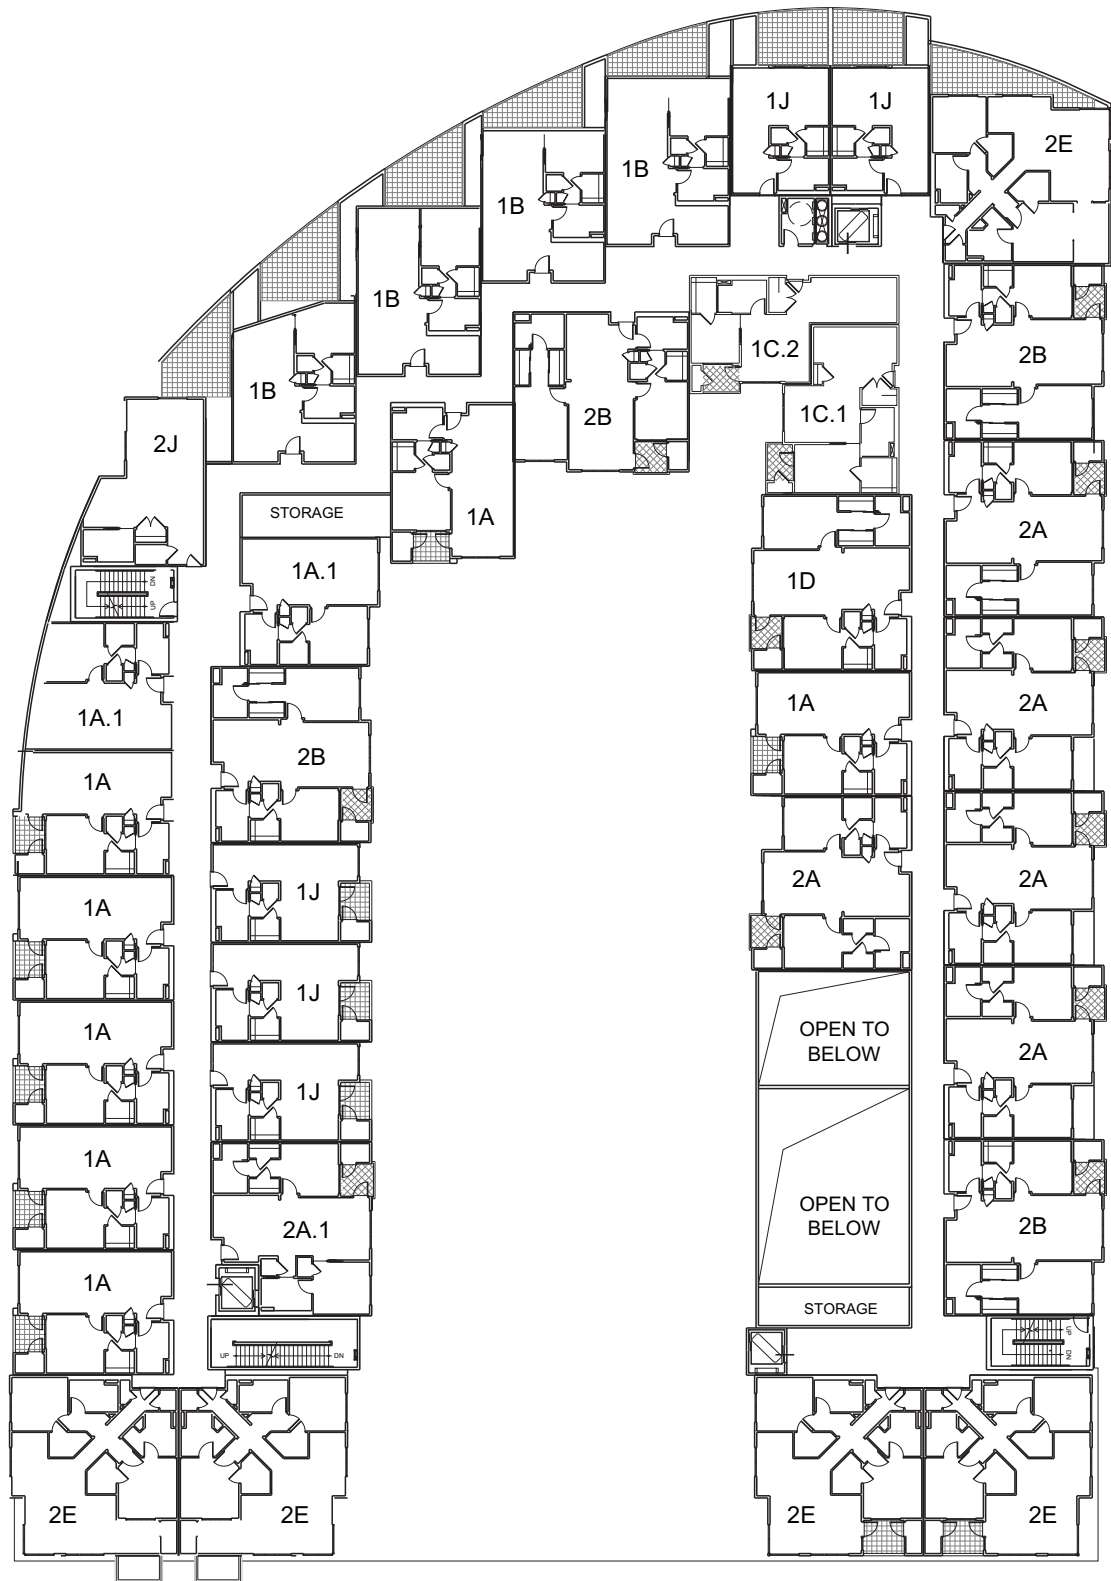 1J
1J
2E
1B
1B
1B
2B
1C.2
1B
2B
1C.1
2J
1A
STORAGE
2A
1A.1
1D
DN
UP
1A.1
1A
2A
2B
1A
1J
2A
2A
1A
1J
OPEN TO
BELOW
1A
2A
1J
1A
2A.1
OPEN TO
BELOW
2B
1A
STORAGE
UP
DN
UP
DN
2E
2E
2E
2E